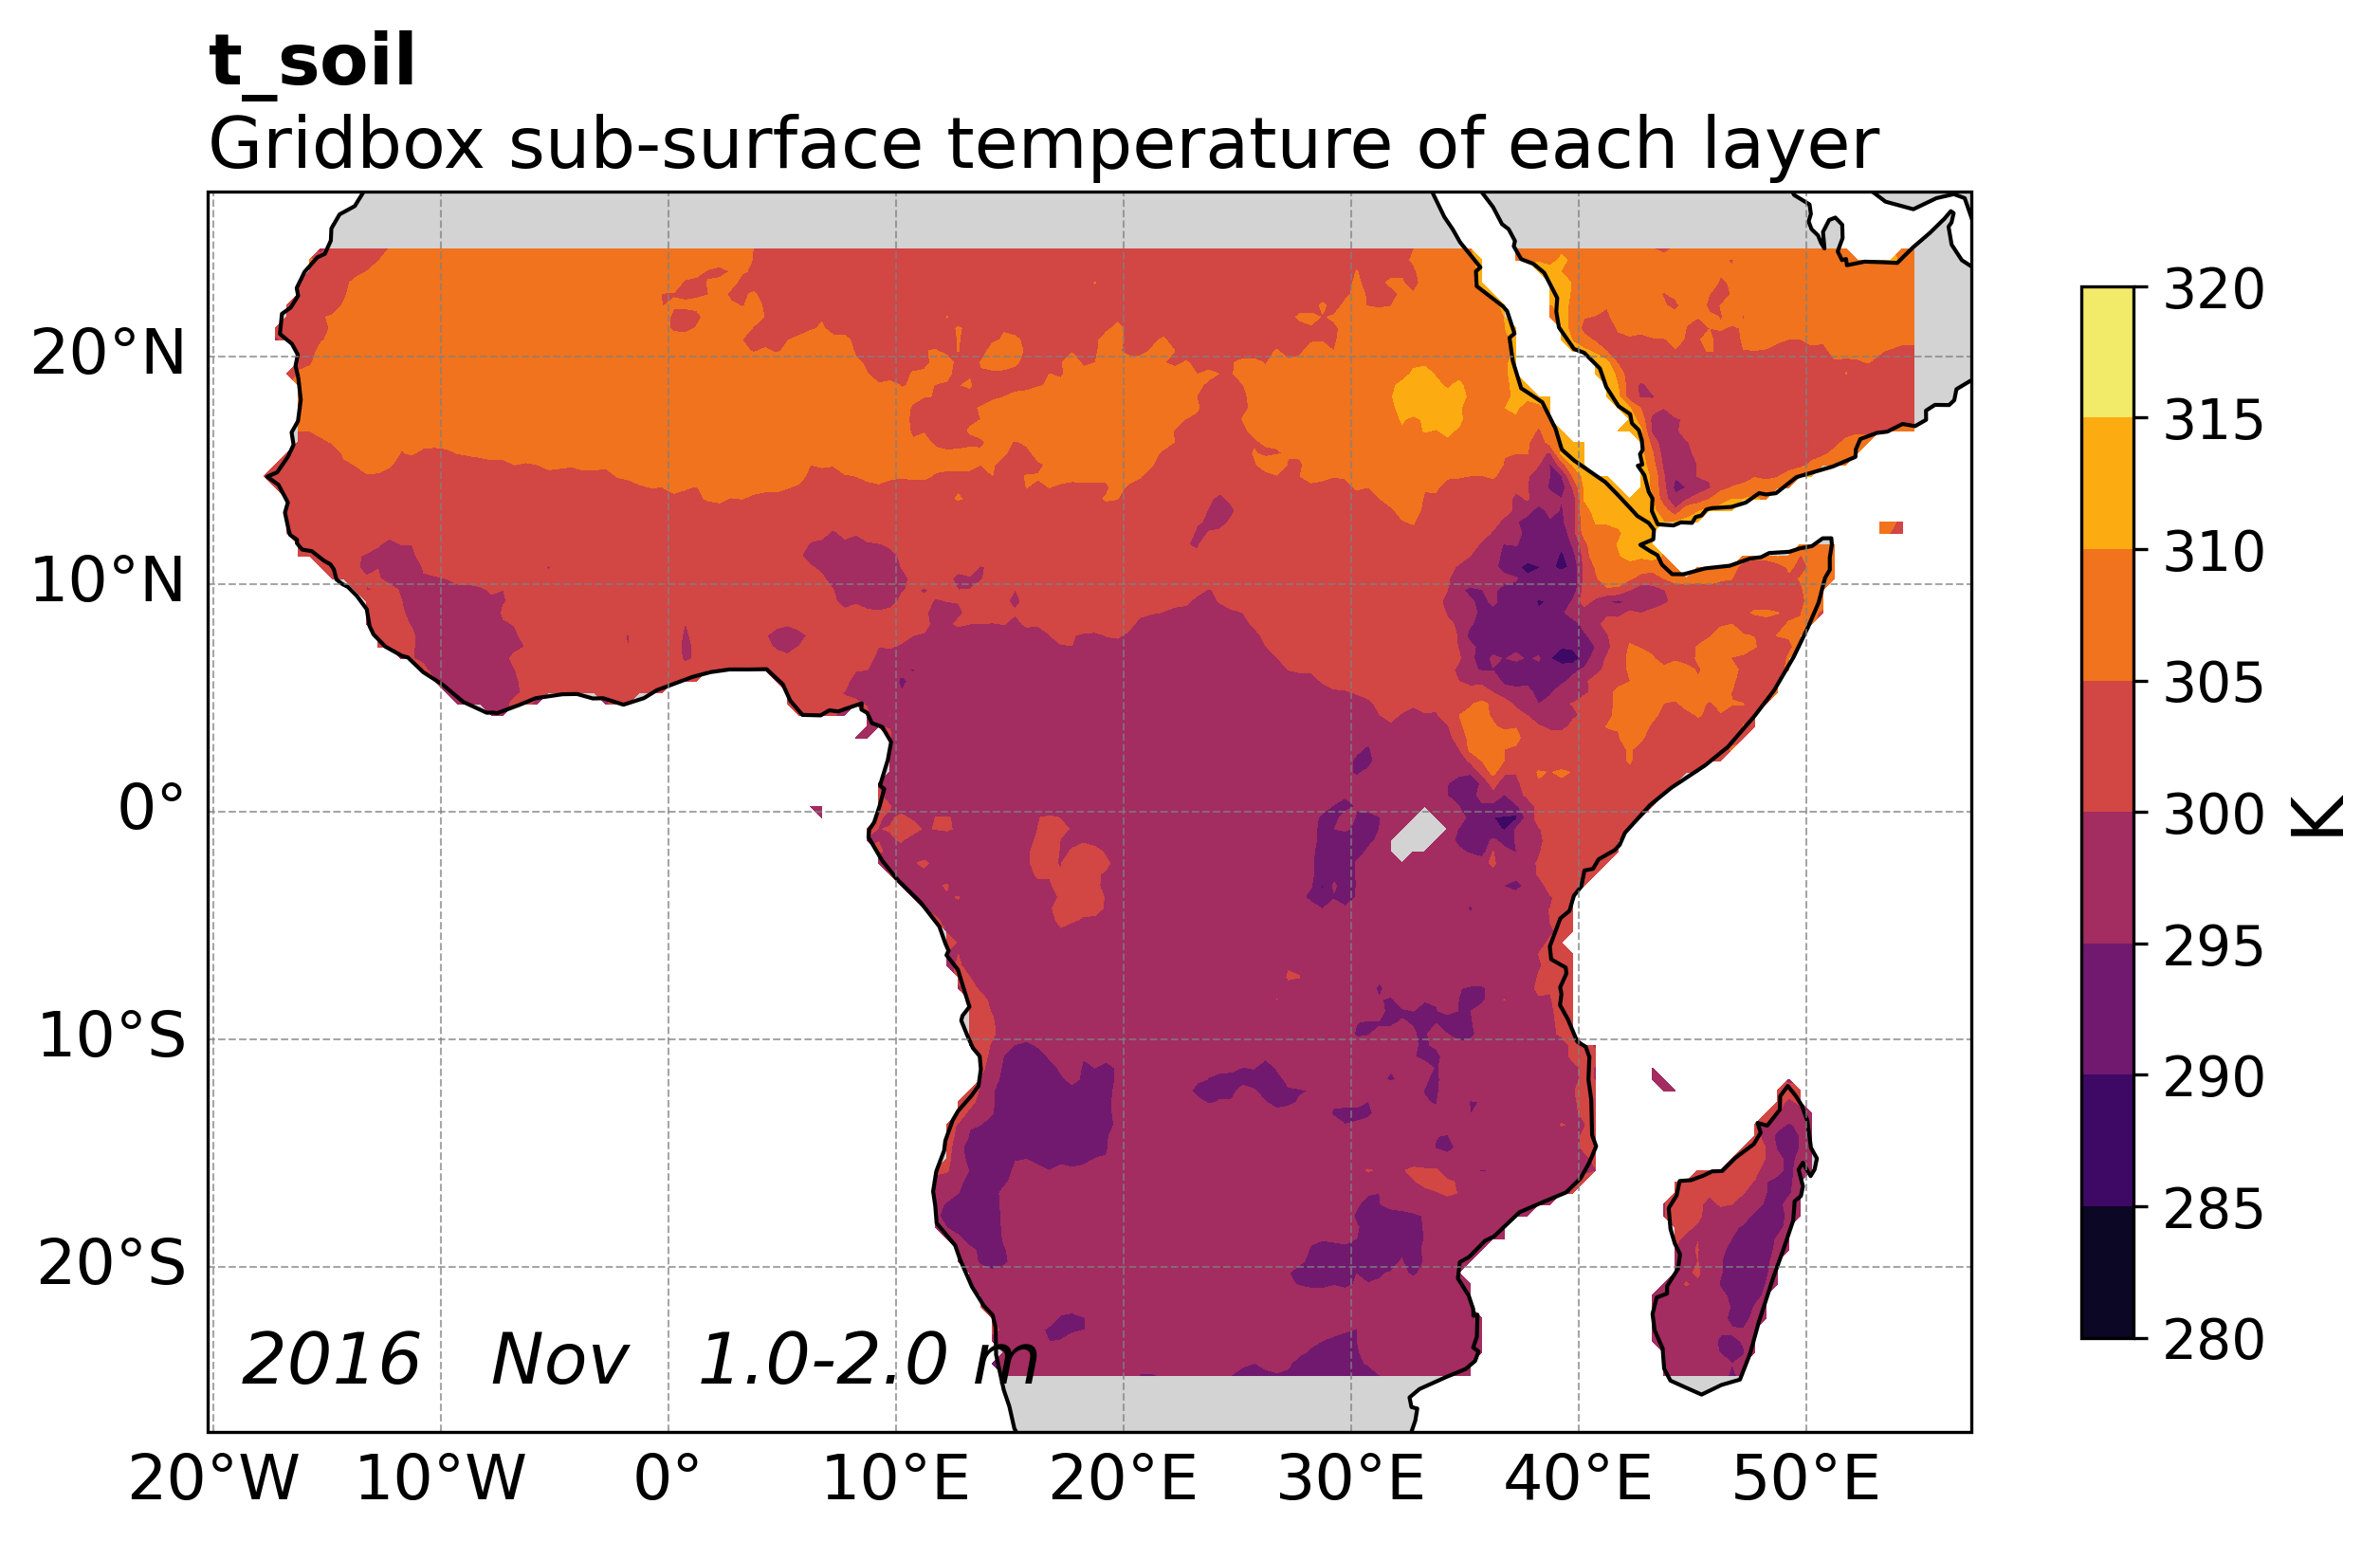 t_soil
Gridbox sub-surface temperature of each layer
20°N
10°N
0°
10°S
20°S
2016 Nov 1.0-2.0 m
20°W 10°W 0° 10°E 20°E 30°E 40°E 50°E
320
315
310
305
300
295
290
285
280
K